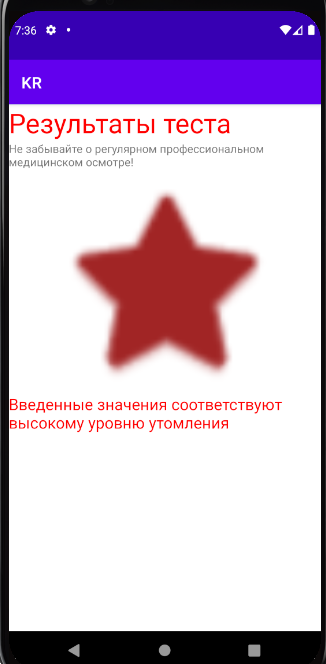 7:36
KR
Результаты теста
Не забывайте о регулярном профессиональном
медицинском осмотре!
Введенные значения соответствуют
высокому уровню утомления